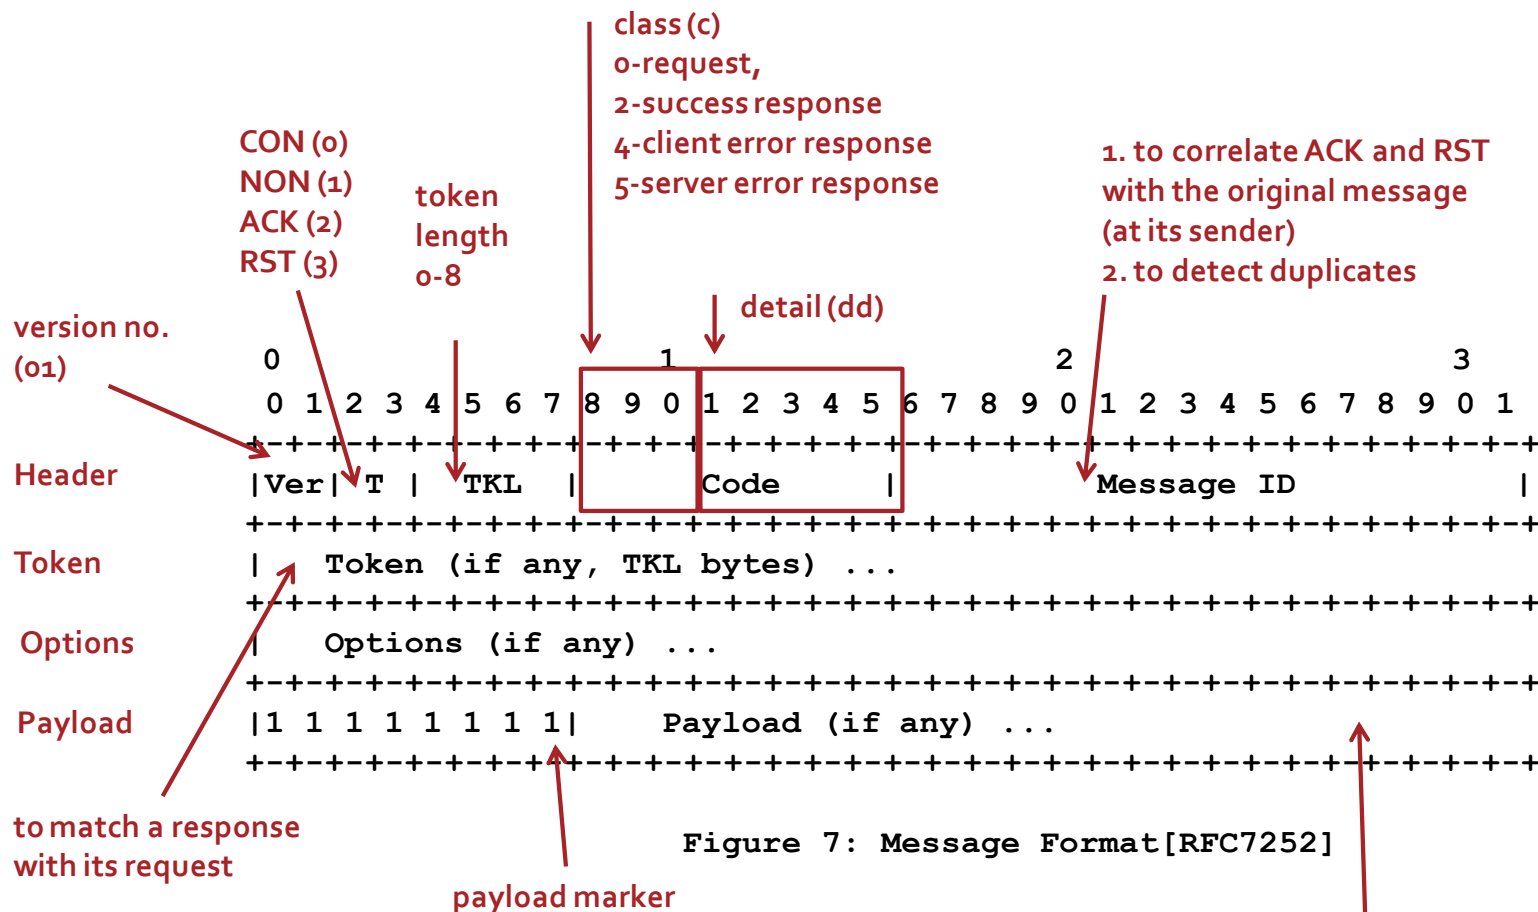 class (c)
0-request,
2-success response
4-client error response
5-server error response
CON (0)
NON (1)
ACK (2)
RST (3)
token
length
0-8
1. to correlate ACK and RST
with the original message
(at its sender)
2. to detect duplicates
detail (dd)
version no.
(01)
0 1 2 3
0 1 2 3 4 5 6 7 8 9 0 1 2 3 4 5 6 7 8 9 0 1 2 3 4 5 6 7 8 9 0 1
+-+-+-+-+-+-+-+-+-+-+-+-+-+-+-+-+-+-+-+-+-+-+-+-+-+-+-+-+-+-+-+-+
Header |Ver| T | TKL | Code | Message ID |
+-+-+-+-+-+-+-+-+-+-+-+-+-+-+-+-+-+-+-+-+-+-+-+-+-+-+-+-+-+-+-+-+
Token | Token (if any, TKL bytes) ...
+-+-+-+-+-+-+-+-+-+-+-+-+-+-+-+-+-+-+-+-+-+-+-+-+-+-+-+-+-+-+-+-+
Options | Options (if any) ...
+-+-+-+-+-+-+-+-+-+-+-+-+-+-+-+-+-+-+-+-+-+-+-+-+-+-+-+-+-+-+-+-+
Payload |1 1 1 1 1 1 1 1| Payload (if any) ...
+-+-+-+-+-+-+-+-+-+-+-+-+-+-+-+-+-+-+-+-+-+-+-+-+-+-+-+-+-+-+-+-+
to match a response
with its request
Figure 7: Message Format[RFC7252]
payload marker